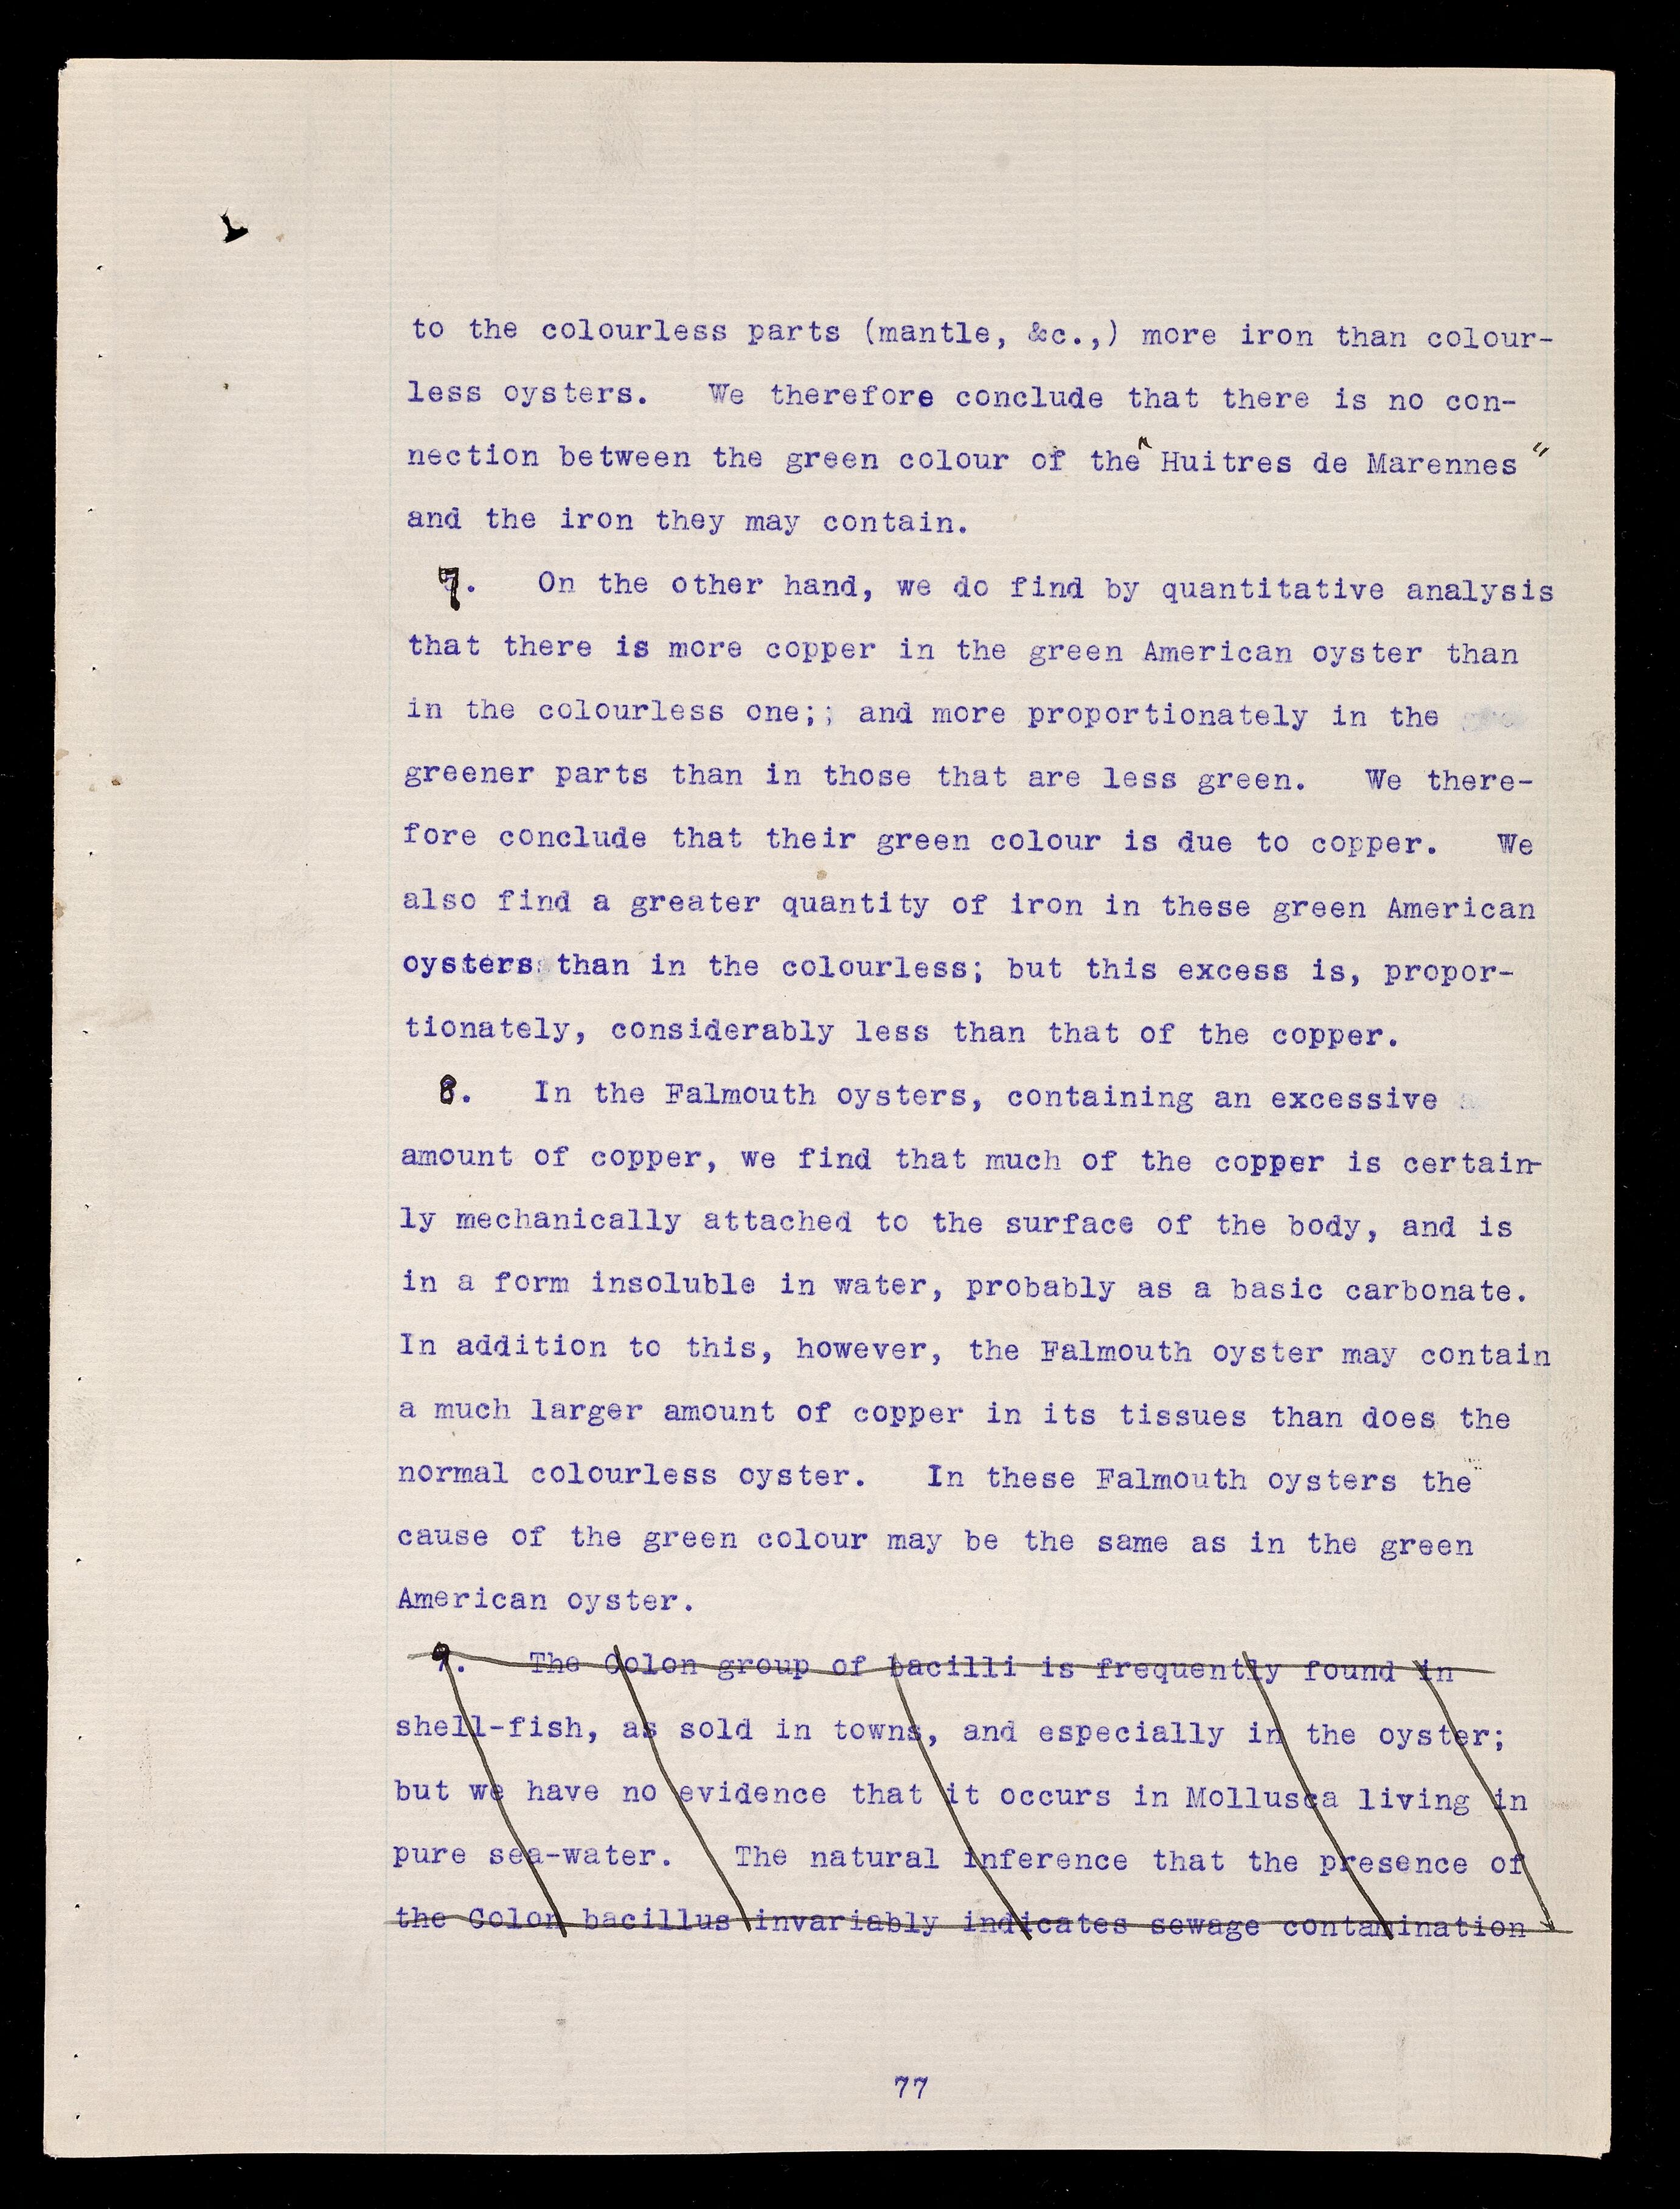 to the colourless parts (mantle, &c.,) more iron than colour-
less oysters. We therefore conclude that there is no con-
nection between the green colour of the "Huitres de Marennes"
and the iron they may contain.
7. On the other hand, we do find by quantitative analysis
that there is more copper in the green American oyster than
in the colourless one;; and more proportionately in the
greener parts than in those that are less green. We there-
fore conclude that their green colour is due to copper. We
also find a greater quantity of iron in these green American
oysters than in the colourless; but this excess is, propor-
tionately, considerably less than that of the copper.
8. In the Falmouth oysters, containing an excessive
amount of copper, we find that much of the copper is certain-
ly mechanically attached to the surface of the body, and is
in a form insoluble in water, probably as a basic carbonate.
In addition to this, however, the Falmouth oyster may contain
a much larger amount of copper in its tissues than does the
normal colourless oyster. In these Falmouth oysters the
cause of the green colour may be the same as in the green
American oyster.
9. The Colon group of bacilli is frequently found in
shell-fish, as sold in towns, and especially in the oyster;
but we have no evidence that it occurs in Mollusca living in
pure sea-water. The natural inference that the presence of
the Colon bacillus invariably indicates sewage contamination
77